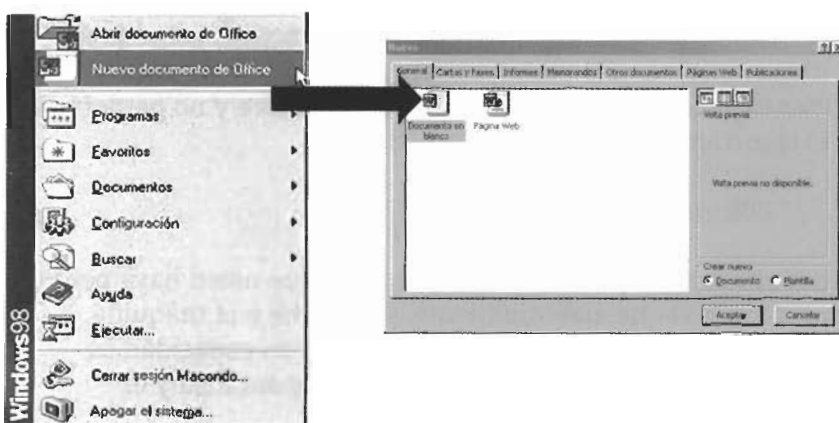 Abrir documento de Office
Nuevo documento de Office
Programas
Favoritos
Documentos
Configuración
Buscar
Ayuda
Ejecutar...
Cerrar sesión Macondo...
Apagar el sistema...
Windows98
Nuevo
General Cartas y faxes Informes Memorandos Otros documentos Páginas Web Publicaciones
Documento en blanco
Página Web
Vista previa
Vista previa no disponible.
Crear nuevo
Documento Plantilla
Aceptar Cancelar